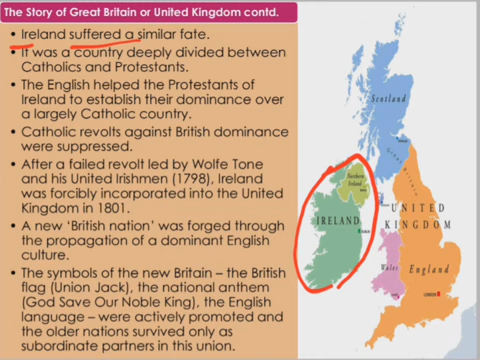 The Story of Great Britain or United Kingdom contd.
• Ireland suffered a similar fate.
• It was a country deeply divided between
Catholics and Protestants.
• The English helped the Protestants of
Ireland to establish their dominance over
a largely Catholic country.
• Catholic revolts against British dominance
were suppressed.
• After a failed revolt led by Wolfe Tone
and his United Irishmen (1798), Ireland
was forcibly incorporated into the United
Kingdom in 1801.
• A new ‘British nation’ was forged through
the propagation of a dominant English
culture.
• The symbols of the new Britain – the British
flag (Union Jack), the national anthem
(God Save Our Noble King), the English
language – were actively promoted and
the older nations survived only as
subordinate partners in this union.
Scotland
Great Britain
Northern
Ireland
IRELAND
UNITED
KINGDOM
Wales
England
LONDON